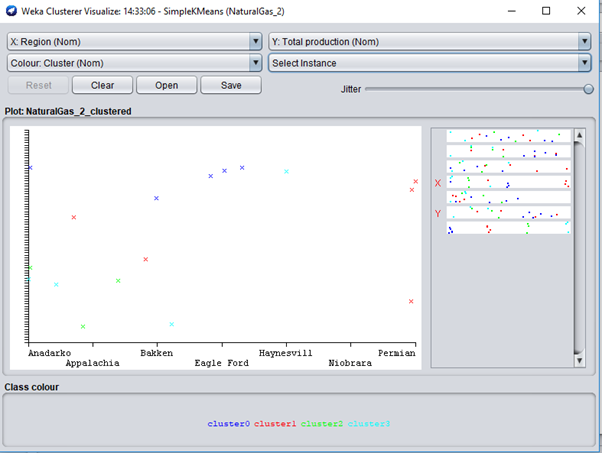 Weka Clusterer Visualize: 14:33:06 - SimpleKMeans (NaturalGas_2)
X: Region (Nom) Y: Total production (Nom)
Colour: Cluster (Nom) Select Instance
Reset Clear Open Save Jitter
Plot: NaturalGas_2_clustered
X
Y
Anadarko Bakken Haynesvill Permian
Appalachia Eagle Ford Niobrara
Class colour
cluster0 cluster1 cluster2 cluster3